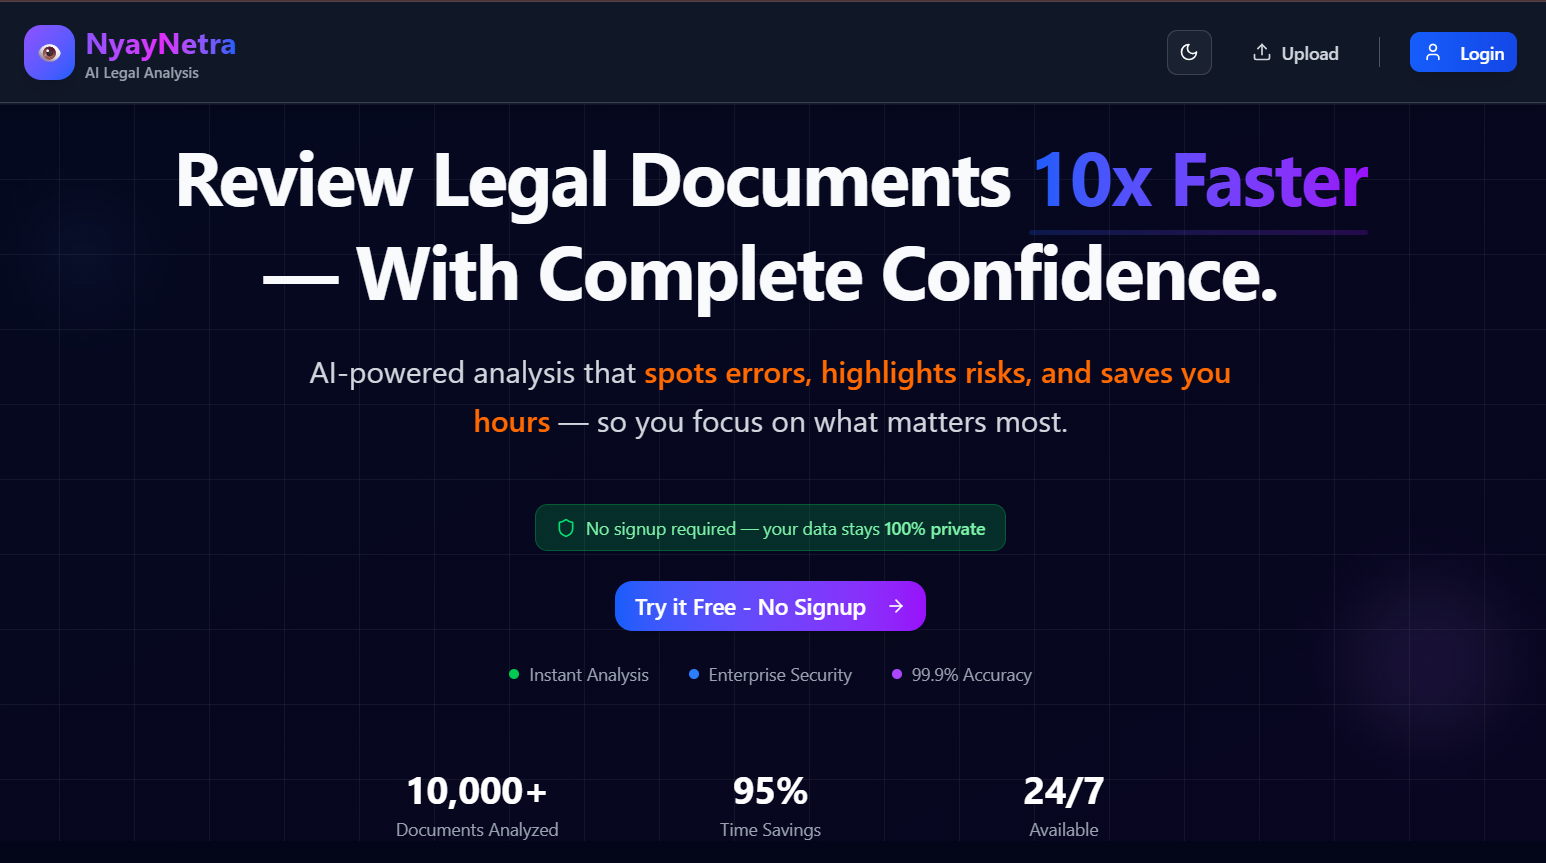 NyayNetra
AI Legal Analysis
Upload
Login
Review Legal Documents 10x Faster
— With Complete Confidence.
AI-powered analysis that spots errors, highlights risks, and saves you
hours — so you focus on what matters most.
No signup required — your data stays 100% private
Try it Free - No Signup
Instant Analysis
Enterprise Security
99.9% Accuracy
10,000+
Documents Analyzed
95%
Time Savings
24/7
Available